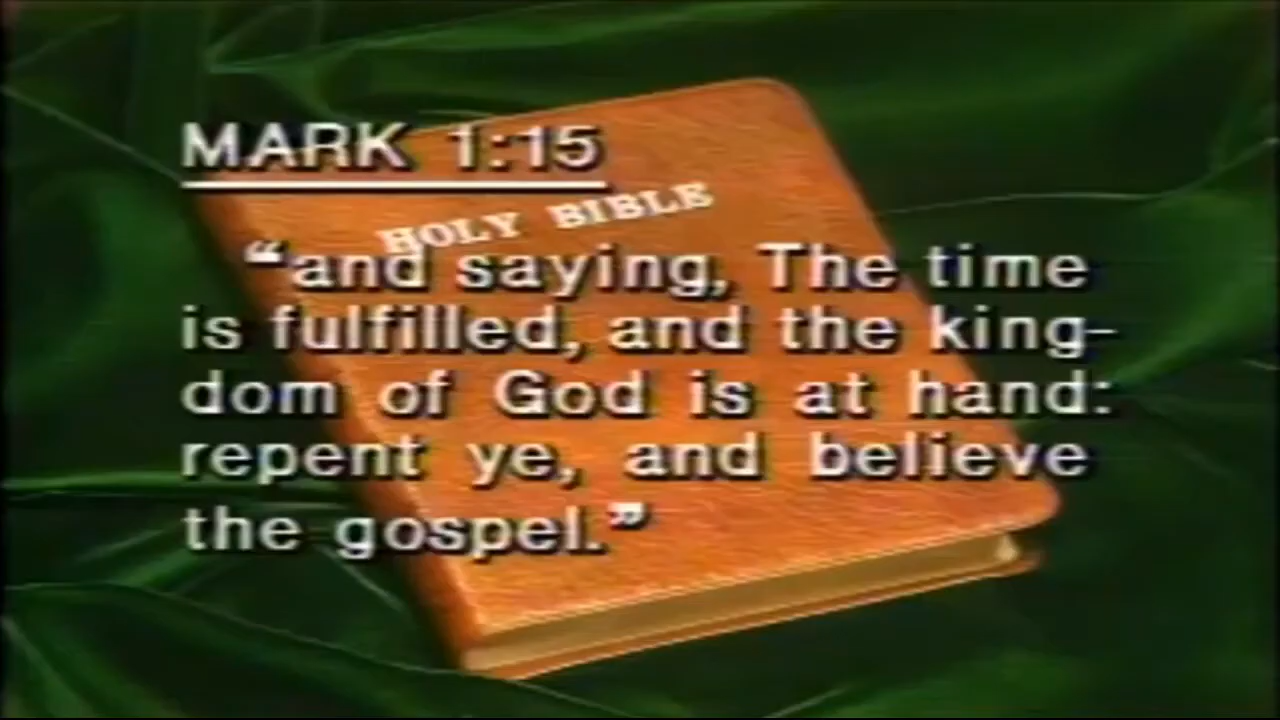 MARK 1:15
HOLY BIBLE
“and saying, The time
is fulfilled, and the king-
dom of God is at hand:
repent ye, and believe
the gospel.”